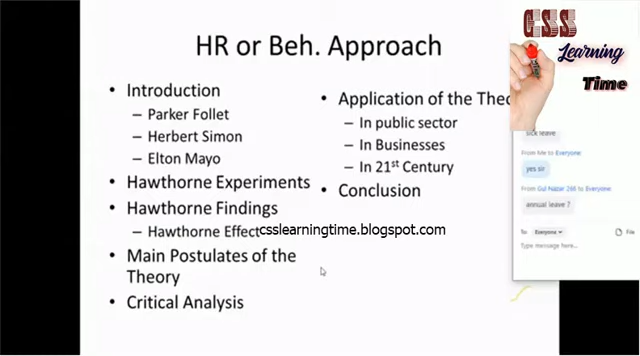 HR or Beh. Approach
• Introduction
– Parker Follet
– Herbert Simon
– Elton Mayo
• Hawthorne Experiments
• Hawthorne Findings
– Hawthorne Effect
• Main Postulates of the
Theory
• Critical Analysis
• Application of the Theo
– In public sector
– In Businesses
– In 21st Century
• Conclusion
csslearningtime.blogspot.com
CSS
Learning
Time
sick leave
From Me to Everyone
yes sir
From Gul Nazar 266 to Everyone
annual leave ?
To: Everyone
File
Type message here...